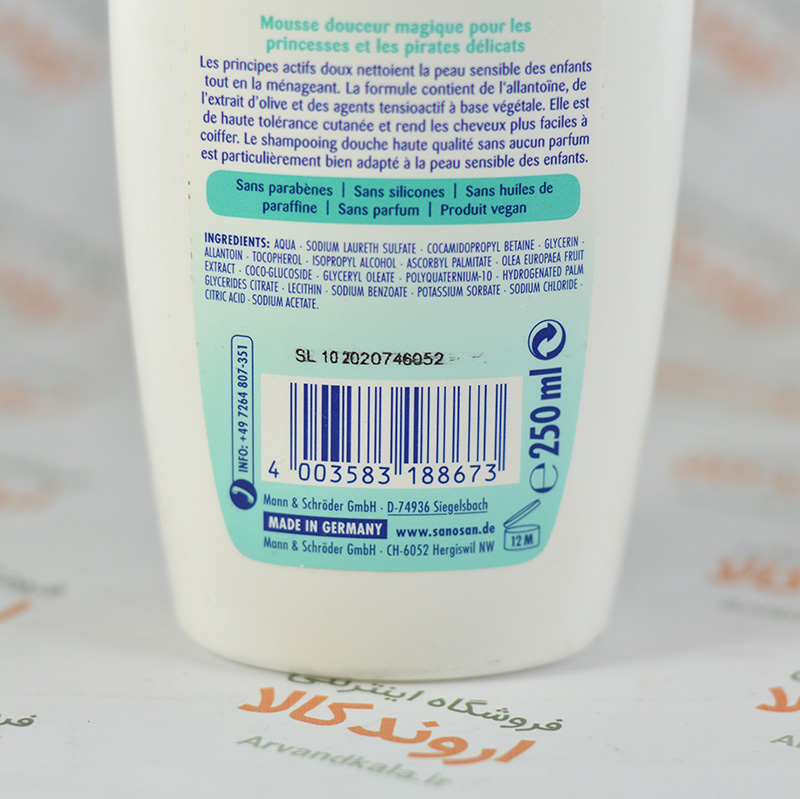 Mousse douceur magique pour les
princesses et les pirates délicats
Les principes actifs doux nettoient la peau sensible des enfants
tout en la ménageant. La formule contient de l'allantoïne, de
l'extrait d'olive et des agents tensioactif à base végétale. Elle est
de haute tolérance cutanée et rend les cheveux plus faciles à
coiffer. Le shampooing douche haute qualité sans aucun parfum
est particulièrement bien adapté à la peau sensible des enfants.
Sans parabènes | Sans silicones | Sans huiles de
paraffine | Sans parfum | Produit vegan
INGREDIENTS: AQUA · SODIUM LAURETH SULFATE · COCAMIDOPROPYL BETAINE · GLYCERIN ·
ALLANTOIN · TOCOPHEROL · ISOPROPYL ALCOHOL · ASCORBYL PALMITATE · OLEA EUROPAEA FRUIT
EXTRACT · COCO-GLUCOSIDE · GLYCERYL OLEATE · POLYQUATERNIUM-10 · HYDROGENATED PALM
GLYCERIDES CITRATE · LECITHIN · SODIUM BENZOATE · POTASSIUM SORBATE · SODIUM CHLORIDE ·
CITRIC ACID · SODIUM ACETATE.
SL 10 2020746052
INFO: +49 7264 807-351
e 250 ml
4 003583 188673
Mann & Schröder GmbH · D-74936 Siegelsbach
MADE IN GERMANY www.sanosan.de
Mann & Schröder GmbH · CH-6052 Hergiswil NW
12 M
فروشگاه اینترنتی
اروند کالا
Arvandkala.ir